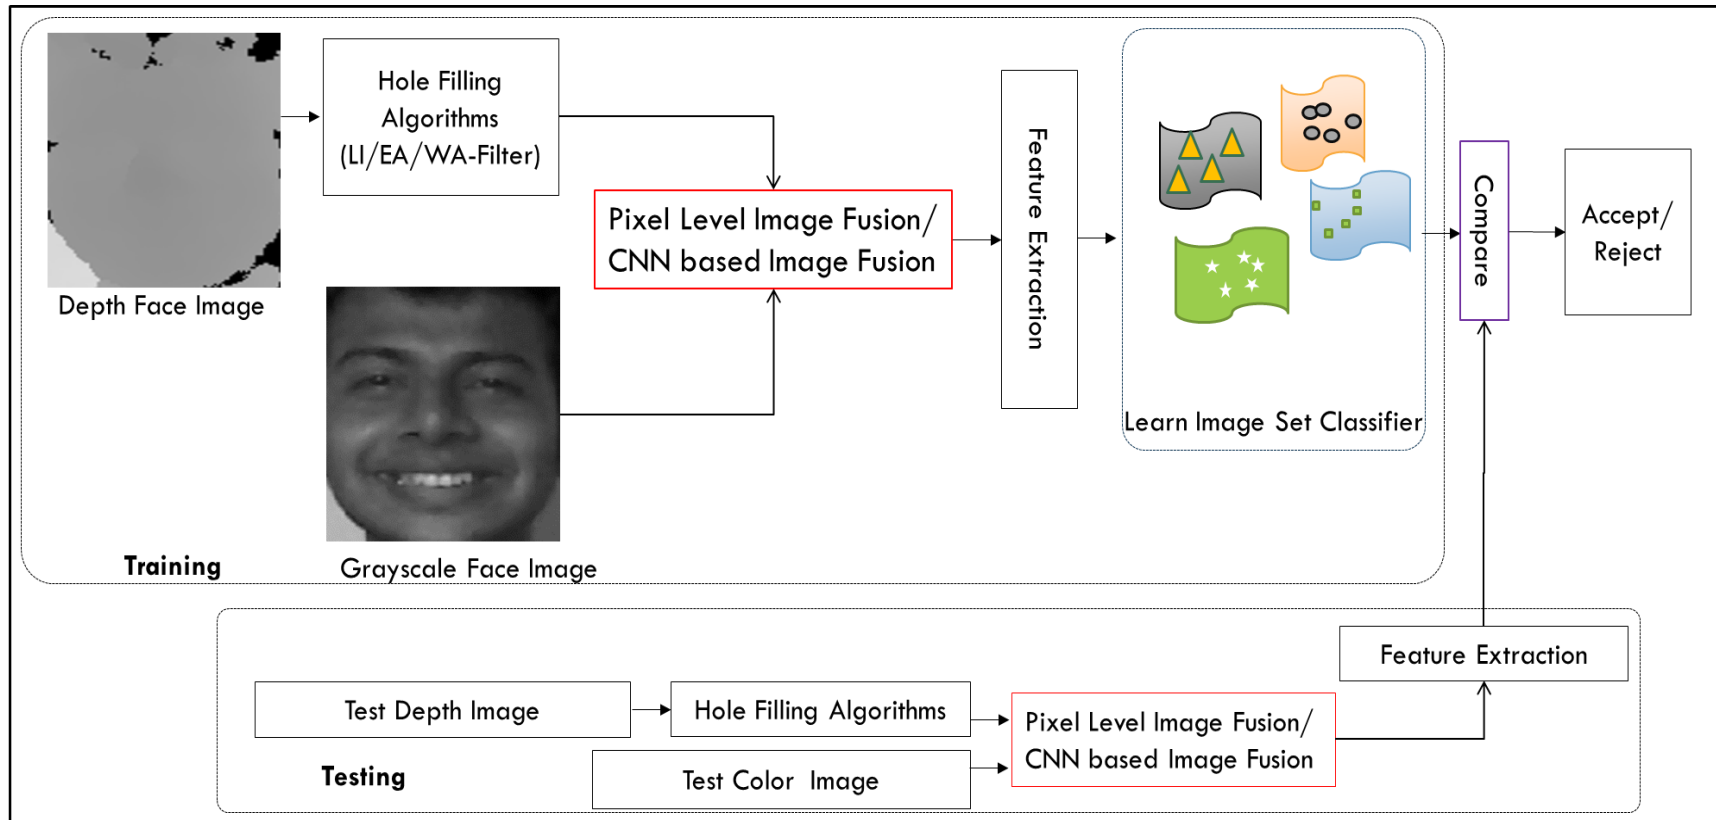 Hole Filling
Algorithms
(LI/EA/WA-Filter)
Depth Face Image
Pixel Level Image Fusion/
CNN based Image Fusion
Grayscale Face Image
Training
Feature Extraction
Learn Image Set Classifier
Compare
Accept/
Reject
Feature Extraction
Test Depth Image
Hole Filling Algorithms
Pixel Level Image Fusion/
CNN based Image Fusion
Testing
Test Color Image